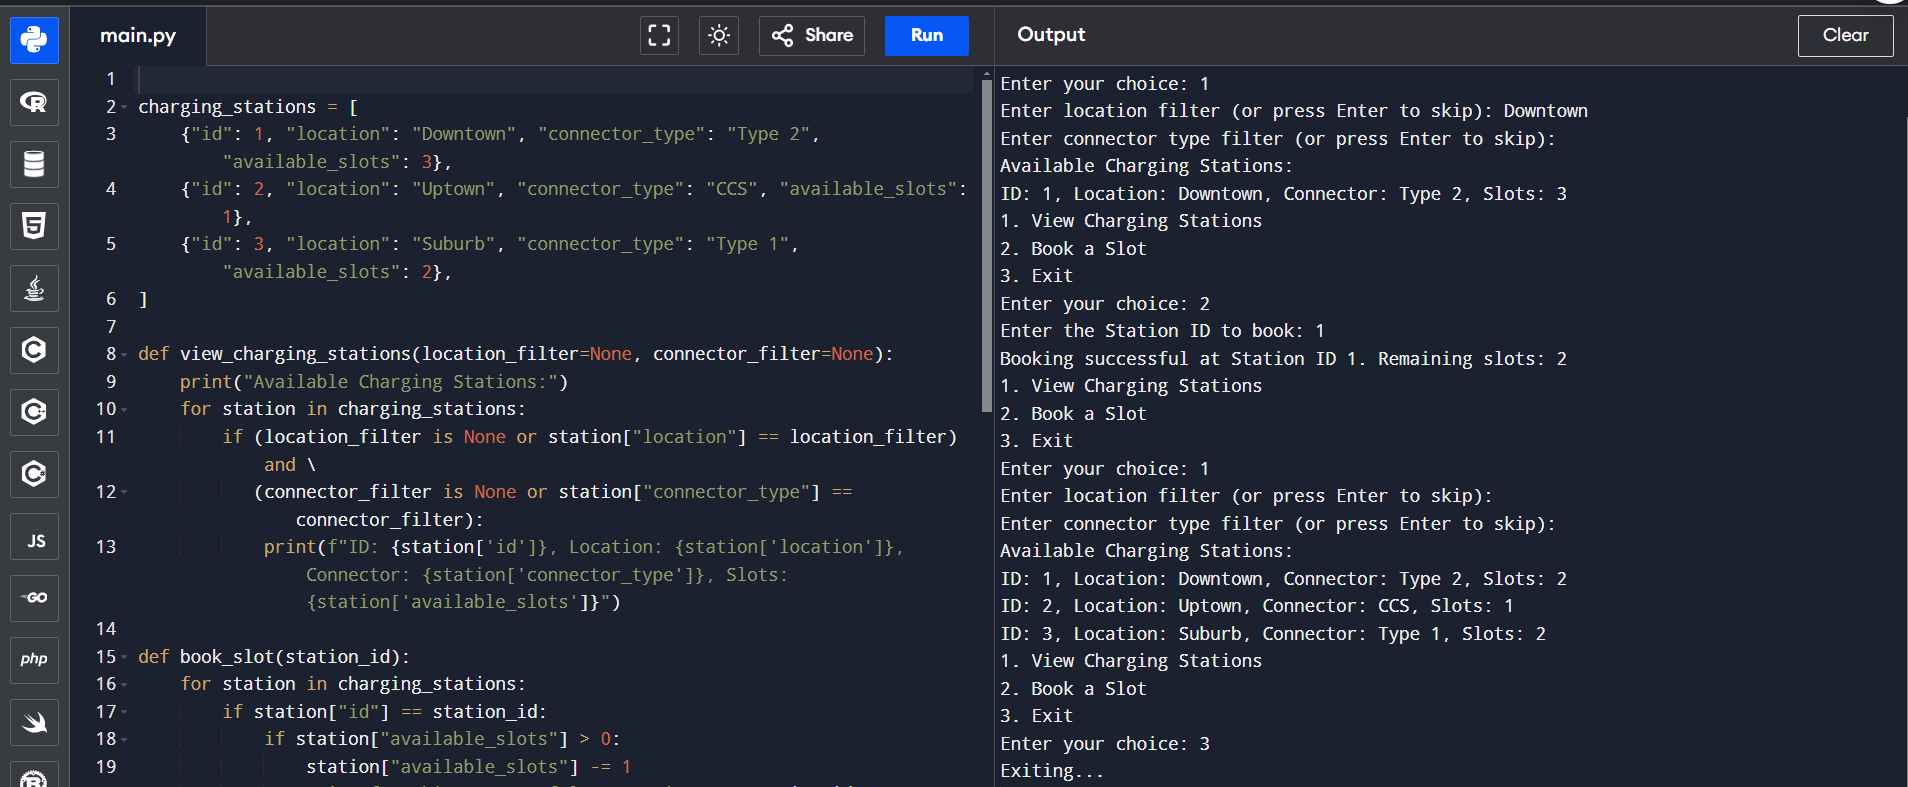 main.py
Share
Run
Output
Clear
1
2 charging_stations = [
3 {"id": 1, "location": "Downtown", "connector_type": "Type 2",
"available_slots": 3},
4 {"id": 2, "location": "Uptown", "connector_type": "CCS", "available_slots":
1},
5 {"id": 3, "location": "Suburb", "connector_type": "Type 1",
"available_slots": 2},
6 ]
7
8 def view_charging_stations(location_filter=None, connector_filter=None):
9 print("Available Charging Stations:")
10 for station in charging_stations:
11 if (location_filter is None or station["location"] == location_filter)
and \
12 (connector_filter is None or station["connector_type"] ==
connector_filter):
13 print(f"ID: {station['id']}, Location: {station['location']},
Connector: {station['connector_type']}, Slots:
{station['available_slots']}")
14
15 def book_slot(station_id):
16 for station in charging_stations:
17 if station["id"] == station_id:
18 if station["available_slots"] > 0:
19 station["available_slots"] -= 1
Enter your choice: 1
Enter location filter (or press Enter to skip): Downtown
Enter connector type filter (or press Enter to skip):
Available Charging Stations:
ID: 1, Location: Downtown, Connector: Type 2, Slots: 3
1. View Charging Stations
2. Book a Slot
3. Exit
Enter your choice: 2
Enter the Station ID to book: 1
Booking successful at Station ID 1. Remaining slots: 2
1. View Charging Stations
2. Book a Slot
3. Exit
Enter your choice: 1
Enter location filter (or press Enter to skip):
Enter connector type filter (or press Enter to skip):
Available Charging Stations:
ID: 1, Location: Downtown, Connector: Type 2, Slots: 2
ID: 2, Location: Uptown, Connector: CCS, Slots: 1
ID: 3, Location: Suburb, Connector: Type 1, Slots: 2
1. View Charging Stations
2. Book a Slot
3. Exit
Enter your choice: 3
Exiting...
R
5
C
C++
C#
JS
GO
php